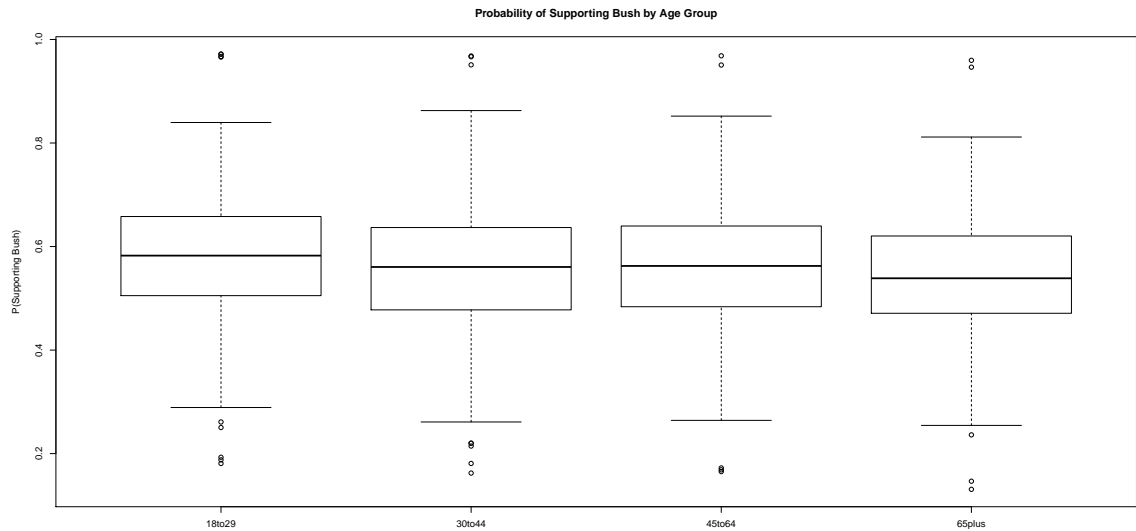 Probability of Supporting Bush by Age Group
P(Supporting Bush)
1.0
0.8
0.6
0.4
0.2
18to29
30to44
45to64
65plus